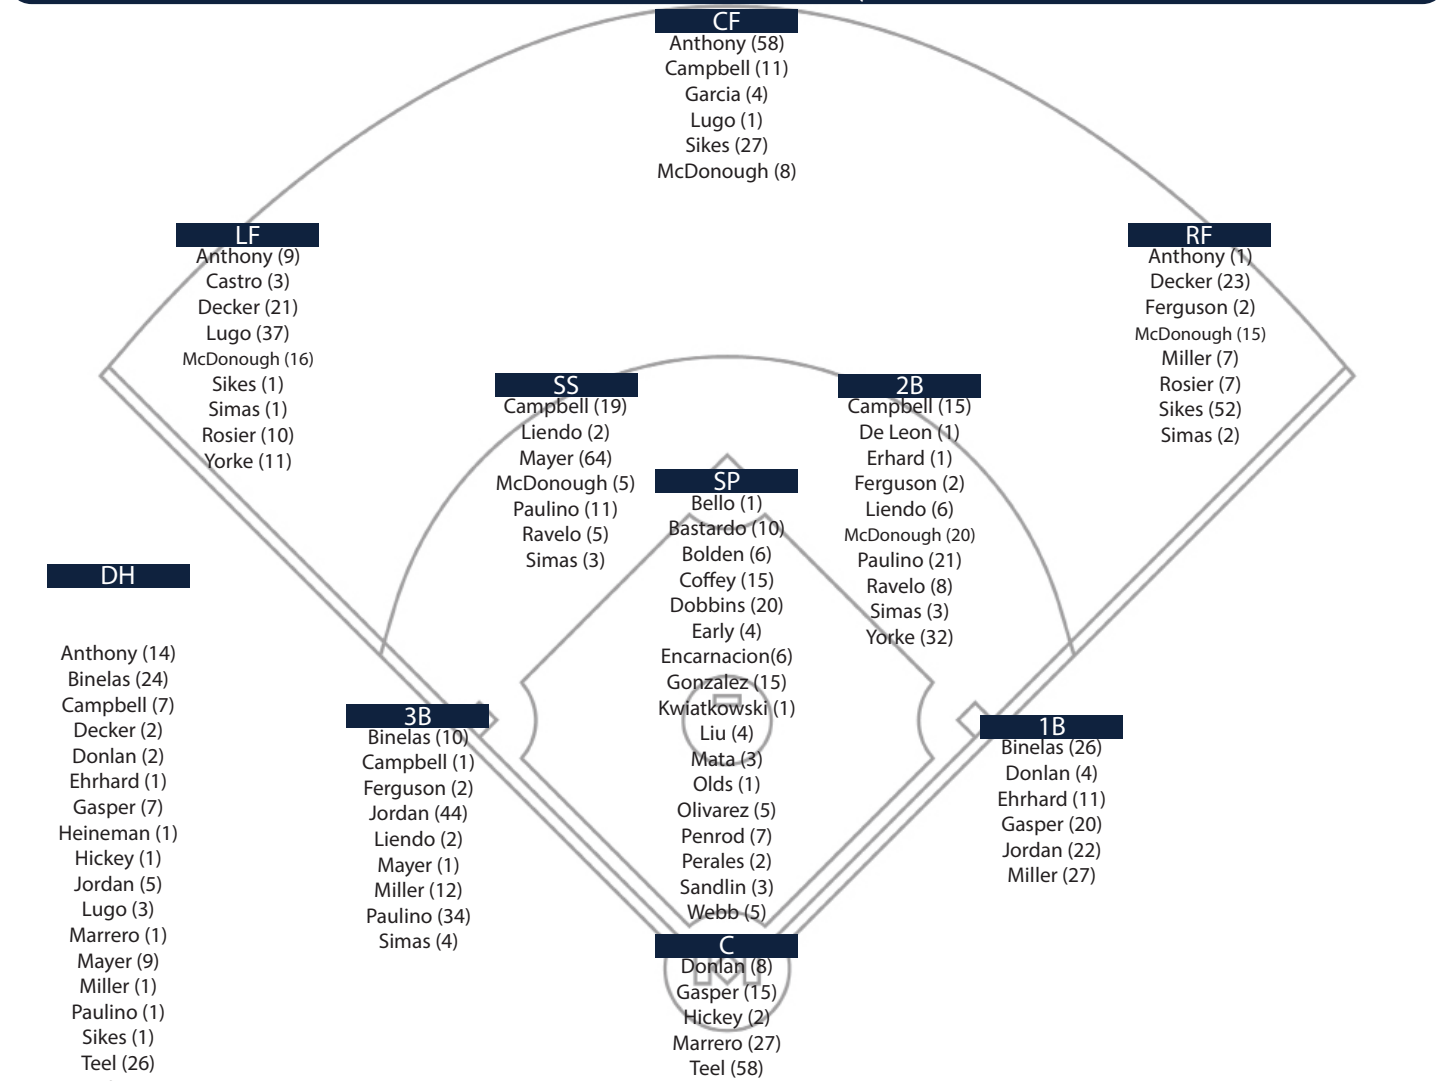 CF
Anthony (58)
Campbell (11)
Garcia (4)
Lugo (1)
Sikes (27)
McDonough (8)
LF
Anthony (9)
Castro (3)
Decker (21)
Lugo (37)
McDonough (16)
Sikes (1)
Simas (1)
Rosier (10)
Yorke (11)
RF
Anthony (1)
Decker (23)
Ferguson (2)
McDonough (15)
Miller (7)
Rosier (7)
Sikes (52)
Simas (2)
SS
Campbell (19)
Liendo (2)
Mayer (64)
McDonough (5)
Paulino (11)
Ravelo (5)
Simas (3)
2B
Campbell (15)
De Leon (1)
Erhard (1)
Ferguson (2)
Liendo (6)
McDonough (20)
Paulino (21)
Ravelo (8)
Simas (3)
Yorke (32)
SP
Bello (1)
Bastardo (10)
Bolden (6)
Coffey (15)
Dobbins (20)
Early (4)
Encarnacion(6)
Gonzalez (15)
Kwiatkowski (1)
Liu (4)
Mata (3)
Olds (1)
Olivarez (5)
Penrod (7)
Perales (2)
Sandlin (3)
Webb (5)
DH
Anthony (14)
Binelas (24)
Campbell (7)
Decker (2)
Donlan (2)
Ehrhard (1)
Gasper (7)
Heineman (1)
Hickey (1)
Jordan (5)
Lugo (3)
Marrero (1)
Mayer (9)
Miller (1)
Paulino (1)
Sikes (1)
Teel (26)
3B
Binelas (10)
Campbell (1)
Ferguson (2)
Jordan (44)
Liendo (2)
Mayer (1)
Miller (12)
Paulino (34)
Simas (4)
1B
Binelas (26)
Donlan (4)
Ehrhard (11)
Gasper (20)
Jordan (22)
Miller (27)
C
Donlan (8)
Gasper (15)
Hickey (2)
Marrero (27)
Teel (58)